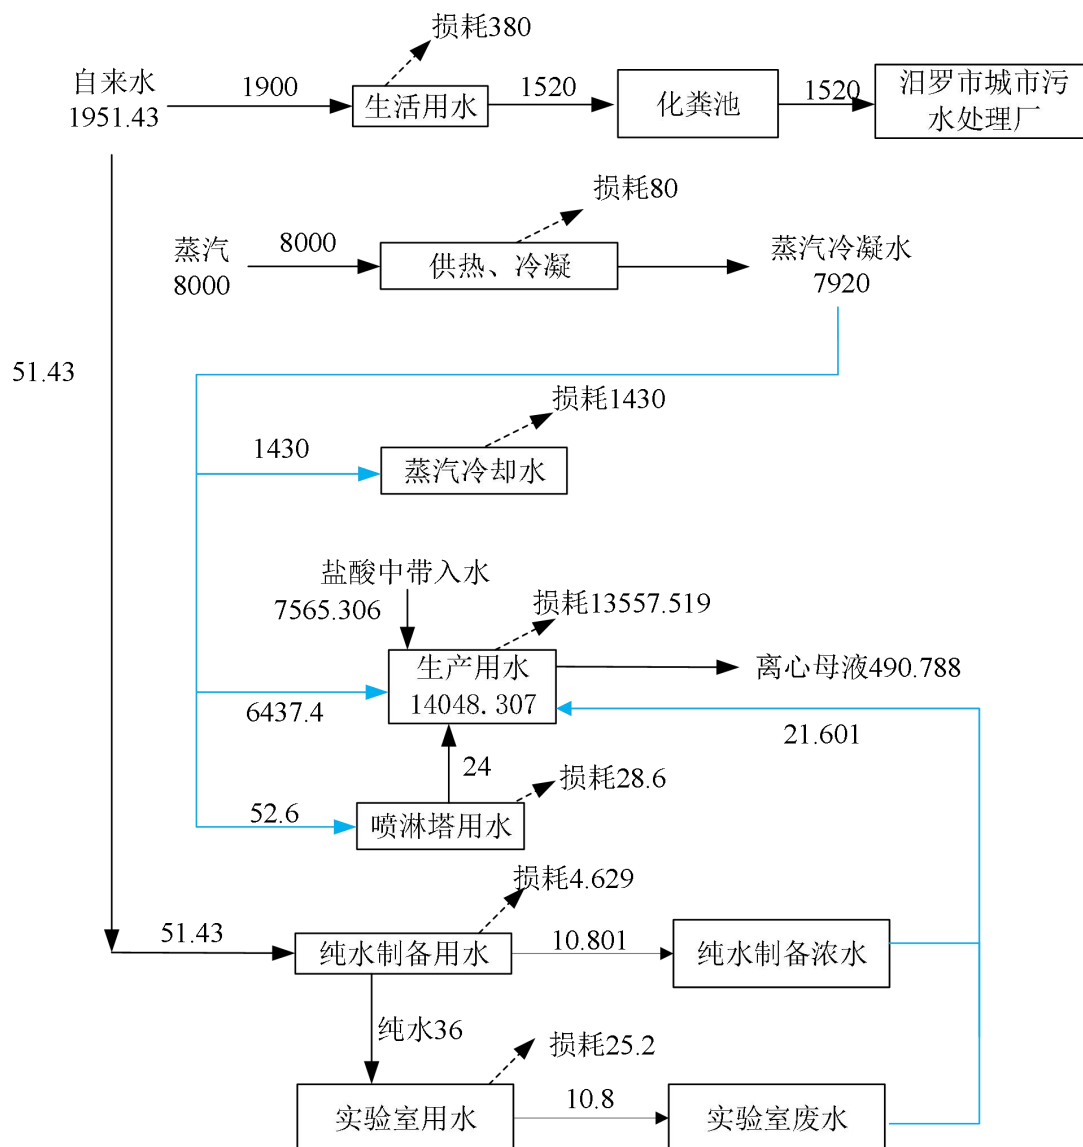 损耗380
自来水
1951.43
1900
生活用水
1520
化粪池
1520
汨罗市城市污
水处理厂
损耗80
蒸汽
8000
8000
供热、冷凝
蒸汽冷凝水
7920
51.43
损耗1430
1430
蒸汽冷却水
盐酸中带入水
7565.306
损耗13557.519
生产用水
14048.307
离心母液490.788
6437.4
21.601
24
损耗28.6
52.6
喷淋塔用水
损耗4.629
51.43
纯水制备用水
10.801
纯水制备浓水
纯水36
损耗25.2
实验室用水
10.8
实验室废水